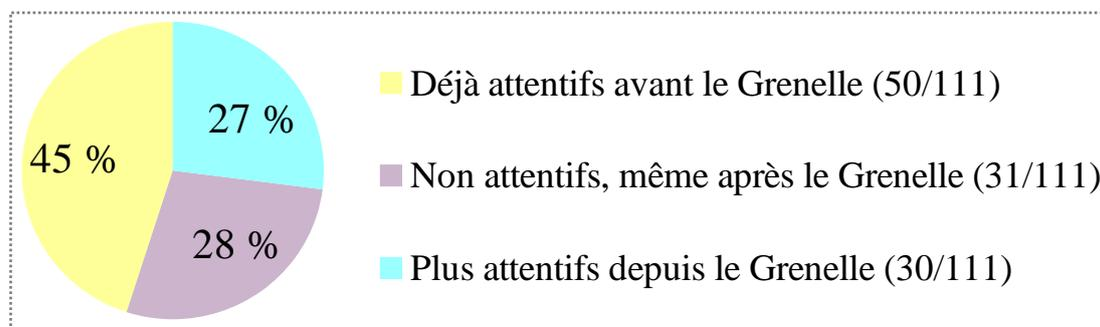 27 %
45 %
28 %
Déjà attentifs avant le Grenelle (50/111)
Non attentifs, même après le Grenelle (31/111)
Plus attentifs depuis le Grenelle (30/111)